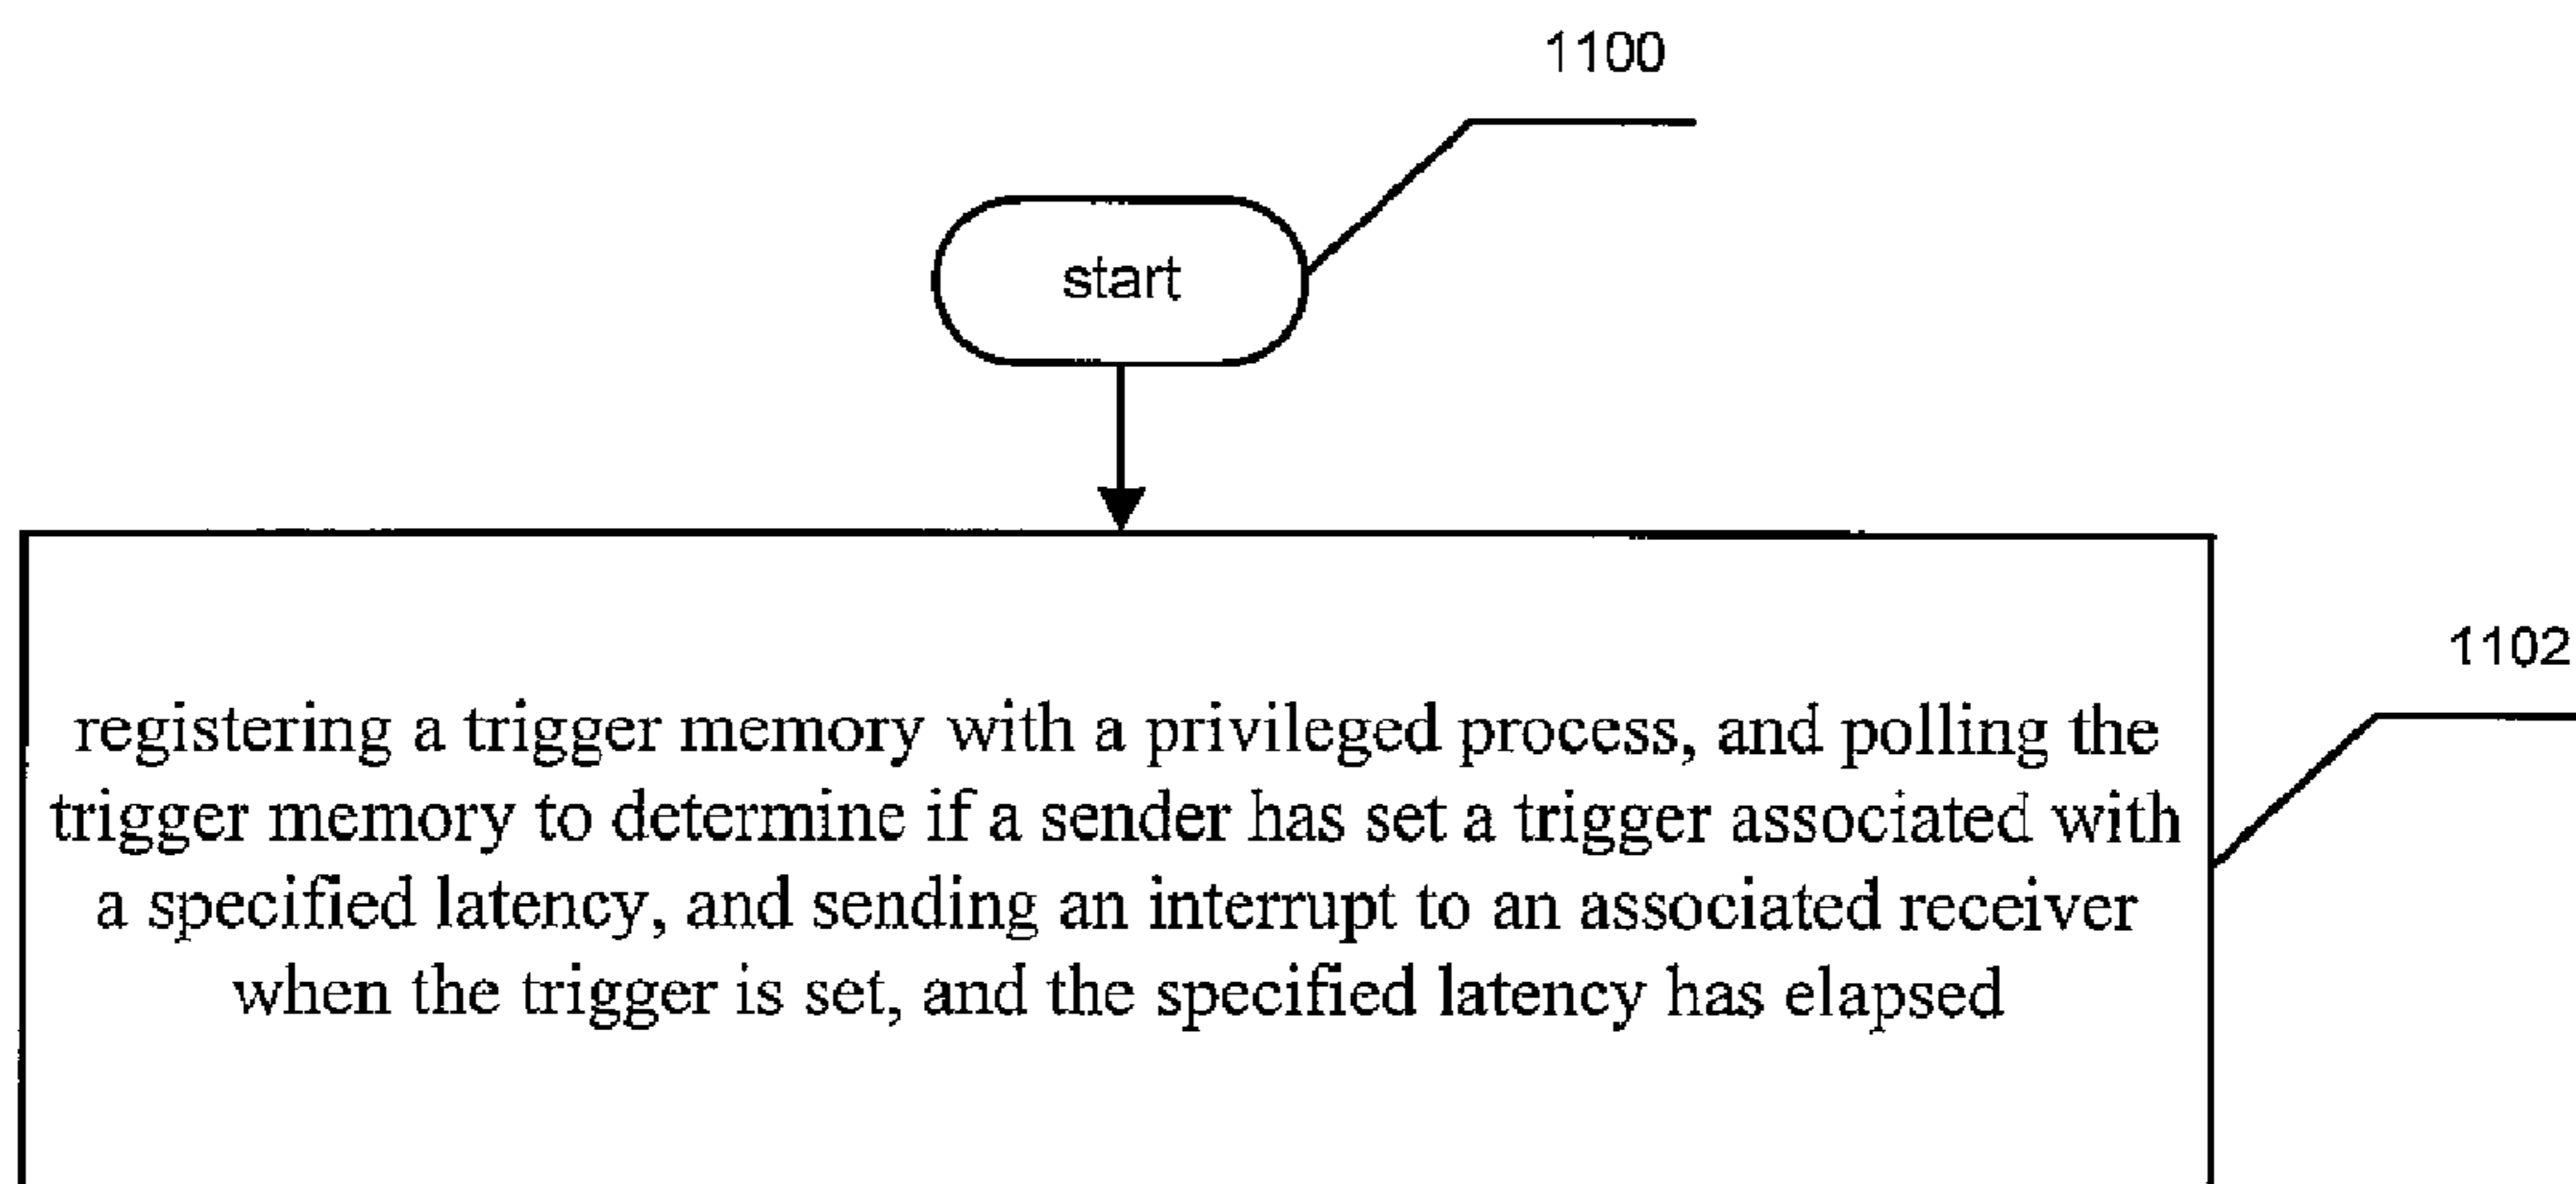 1100
start
1102
registering a trigger memory with a privileged process, and polling the
trigger memory to determine if a sender has set a trigger associated with
a specified latency, and sending an interrupt to an associated receiver
when the trigger is set, and the specified latency has elapsed